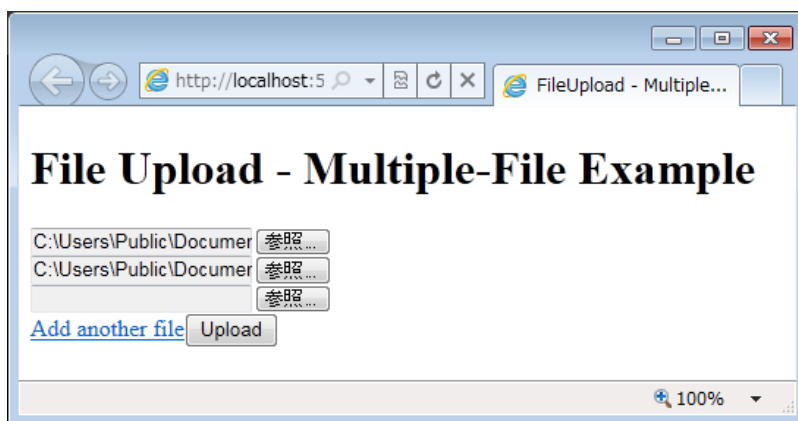 http://localhost:5
FileUpload - Multiple...
File Upload - Multiple-File Example
C:\Users\Public\Documer 参照...
C:\Users\Public\Documer 参照...
参照...
Add another file Upload
100%